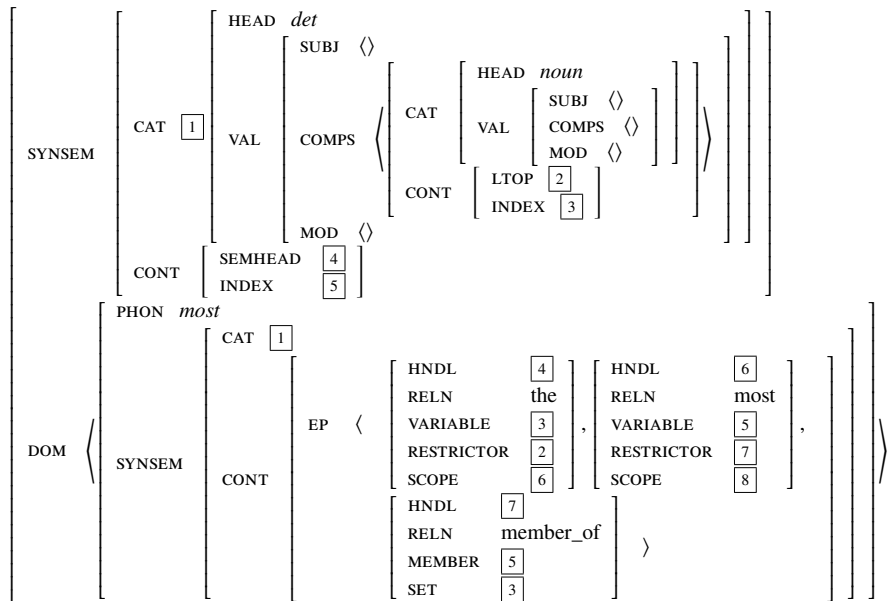 HEAD det
SUBJ ⟨⟩
HEAD noun
SUBJ ⟨⟩
CAT
CAT 1 VAL COMPS VAL COMPS ⟨⟩
SYNSEM MOD ⟨⟩
CONT LTOP 2
INDEX 3
MOD ⟨⟩
CONT SEMHEAD 4
INDEX 5
PHON most
CAT 1
HNDL 4 HNDL 6
RELN the RELN most
EP ⟨ VARIABLE 3 , VARIABLE 5 ,
RESTRICTOR 2 RESTRICTOR 7
DOM SYNSEM CONT SCOPE 6 SCOPE 8
HNDL 7
RELN member_of
MEMBER 5 ⟩
SET 3